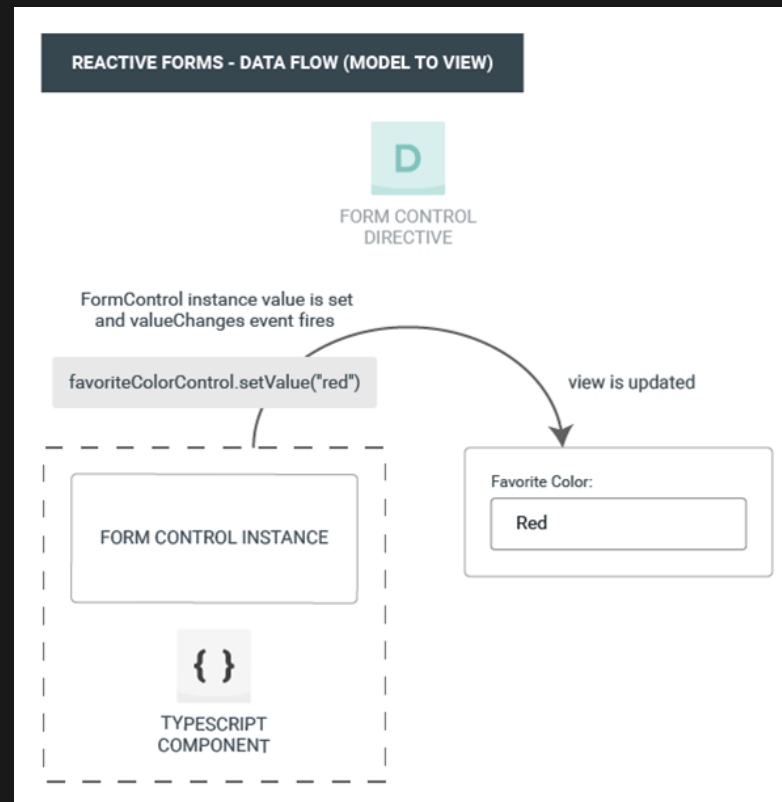 REACTIVE FORMS - DATA FLOW (MODEL TO VIEW)
D
FORM CONTROL
DIRECTIVE
FormControl instance value is set
and valueChanges event fires
favoriteColorControl.setValue("red")
view is updated
Favorite Color:
Red
FORM CONTROL INSTANCE
{ }
TYPESCRIPT
COMPONENT